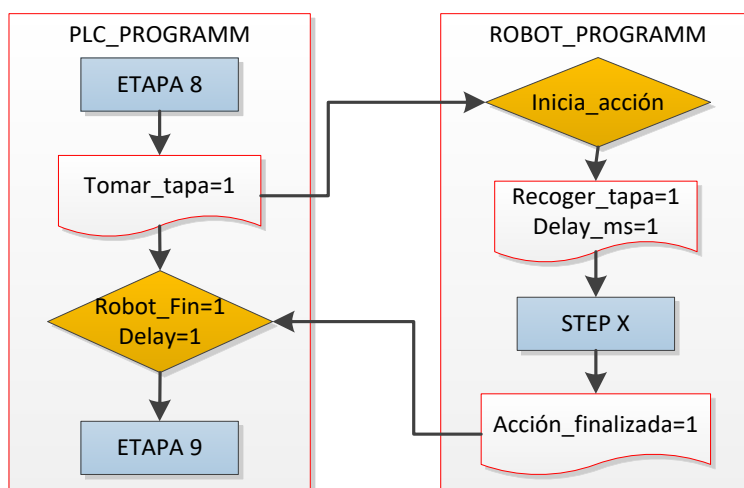 PLC_PROGRAMM
ETAPA 8
Tomar_tapa=1
Robot_Fin=1
Delay=1
ETAPA 9
ROBOT_PROGRAMM
Inicia_acción
Recoger_tapa=1
Delay_ms=1
STEP X
Acción_finalizada=1